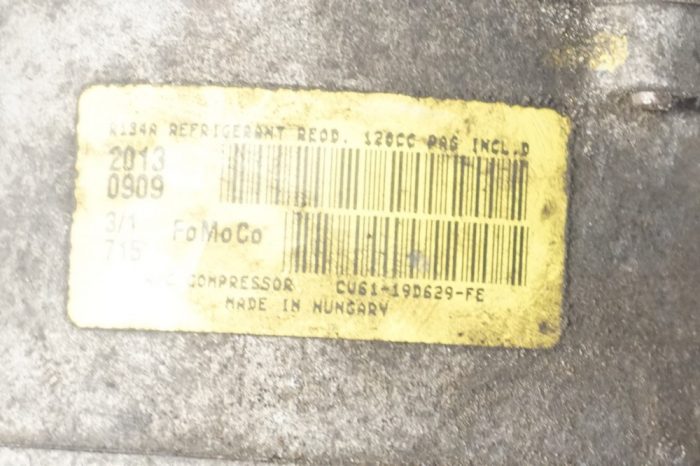 R134A REFRIGERANT REQD. 120CC PAG INCL.D
2013
0909
3/1 FoMoCo
715
COMPRESSOR CV61-19D629-FE
MADE IN HUNGARY